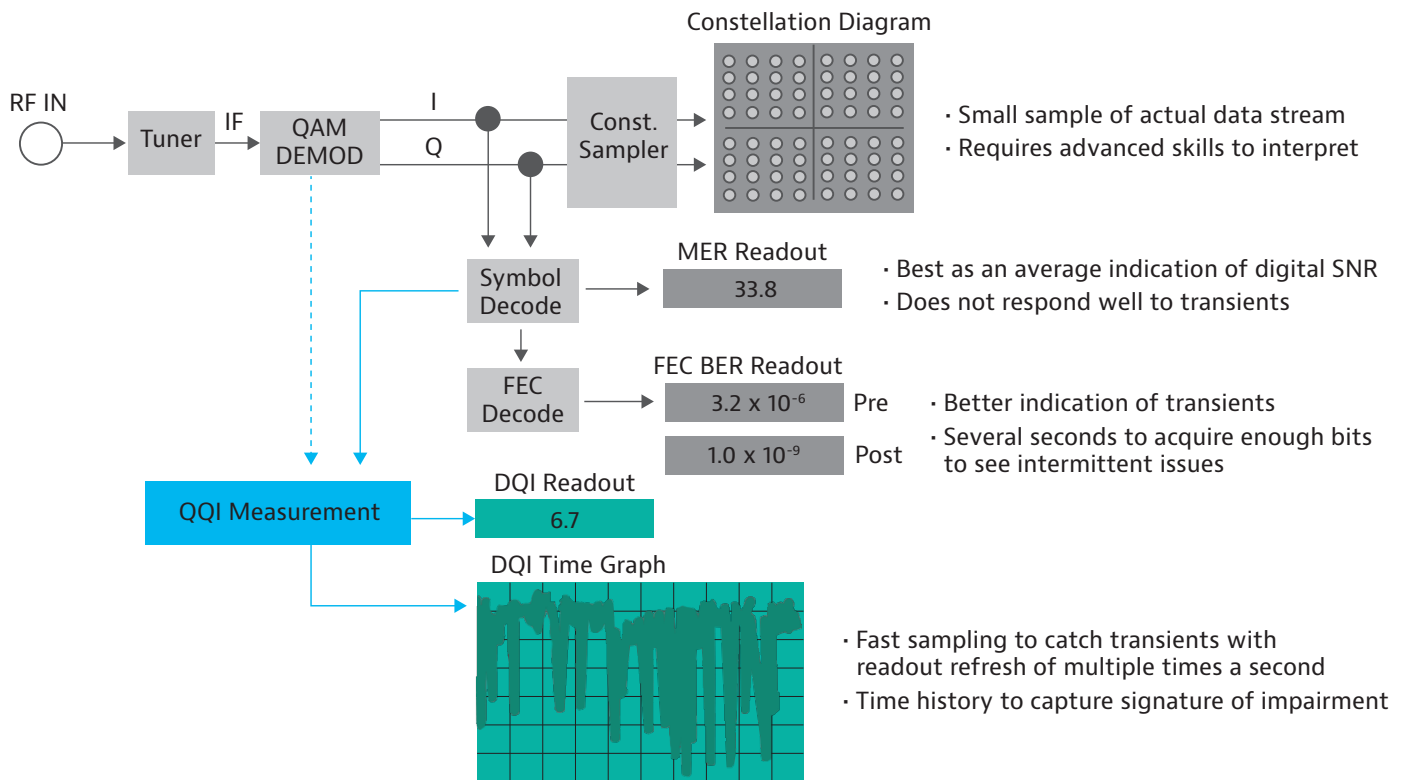 Constellation Diagram
RF IN
Tuner
IF
QAM
DEMOD
I
Q
Const.
Sampler
· Small sample of actual data stream
· Requires advanced skills to interpret
Symbol
Decode
MER Readout
33.8
· Best as an average indication of digital SNR
· Does not respond well to transients
FEC
Decode
FEC BER Readout
3.2 x 10⁻⁶ Pre
1.0 x 10⁻⁹ Post
· Better indication of transients
· Several seconds to acquire enough bits
to see intermittent issues
QQI Measurement
DQI Readout
6.7
DQI Time Graph
· Fast sampling to catch transients with
readout refresh of multiple times a second
· Time history to capture signature of impairment